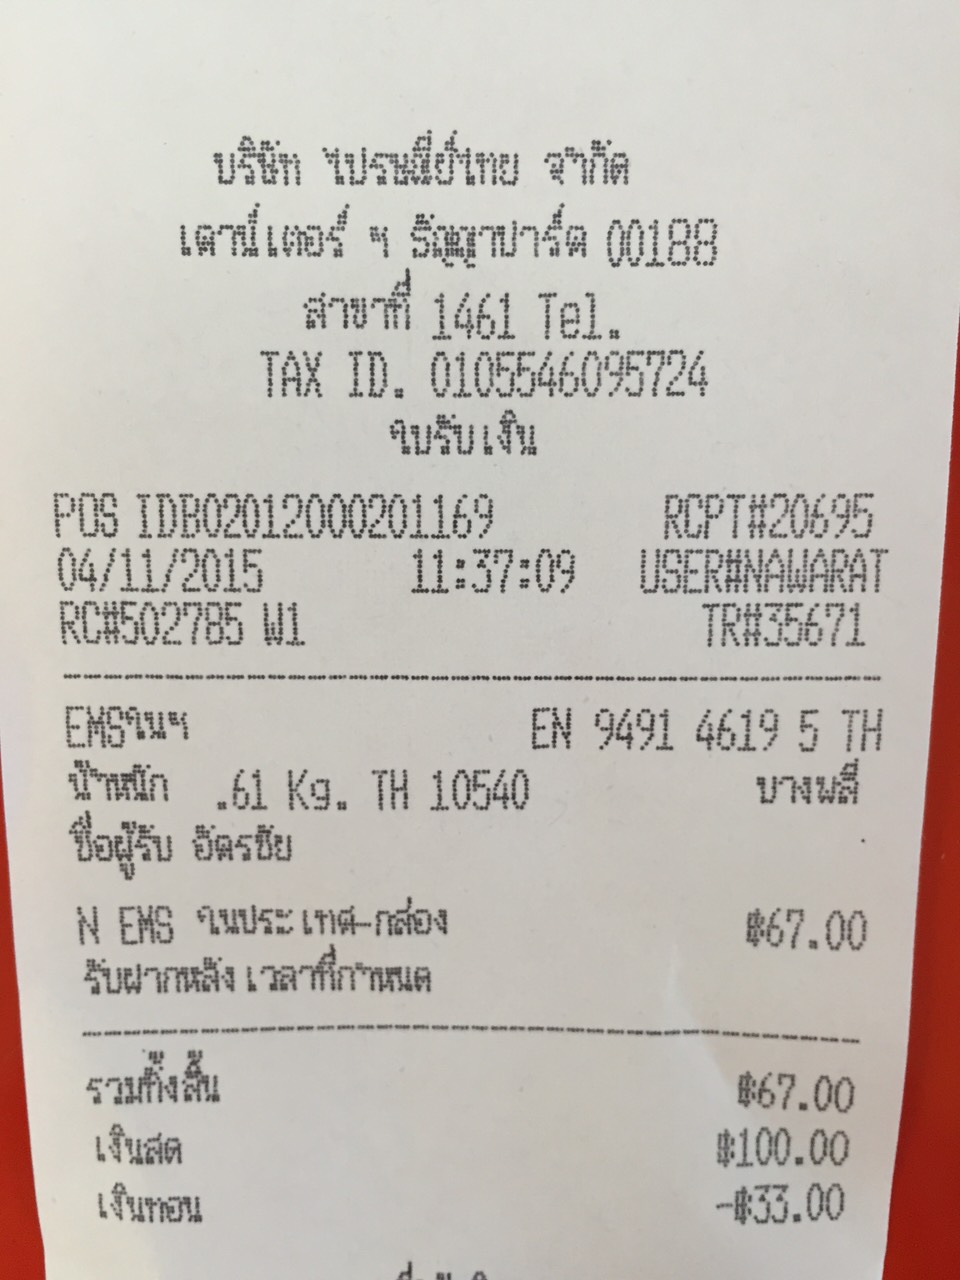 บริษัท ไปรษณีย์ไทย จำกัด
เคาน์เตอร์ ฯ ธัญญาปาร์ค 00188
สาขาที่ 1461 Tel.
TAX ID. 0105546095724
ใบรับเงิน
POS IDB02012000201169 RCPT#20695
04/11/2015 11:37:09 USER#NAWARAT
RC#502785 W1 TR#35671
EMSในฯ EN 9491 4619 5 TH
น้ำหนัก .61 Kg. TH 10540 บางพลี
ชื่อผู้รับ อัครชัย
N EMS ในประเทศ-กล่อง ฿67.00
รับฝากหลังเวลาที่กำหนด
รวมทั้งสิ้น ฿67.00
เงินสด ฿100.00
เงินทอน -฿33.00